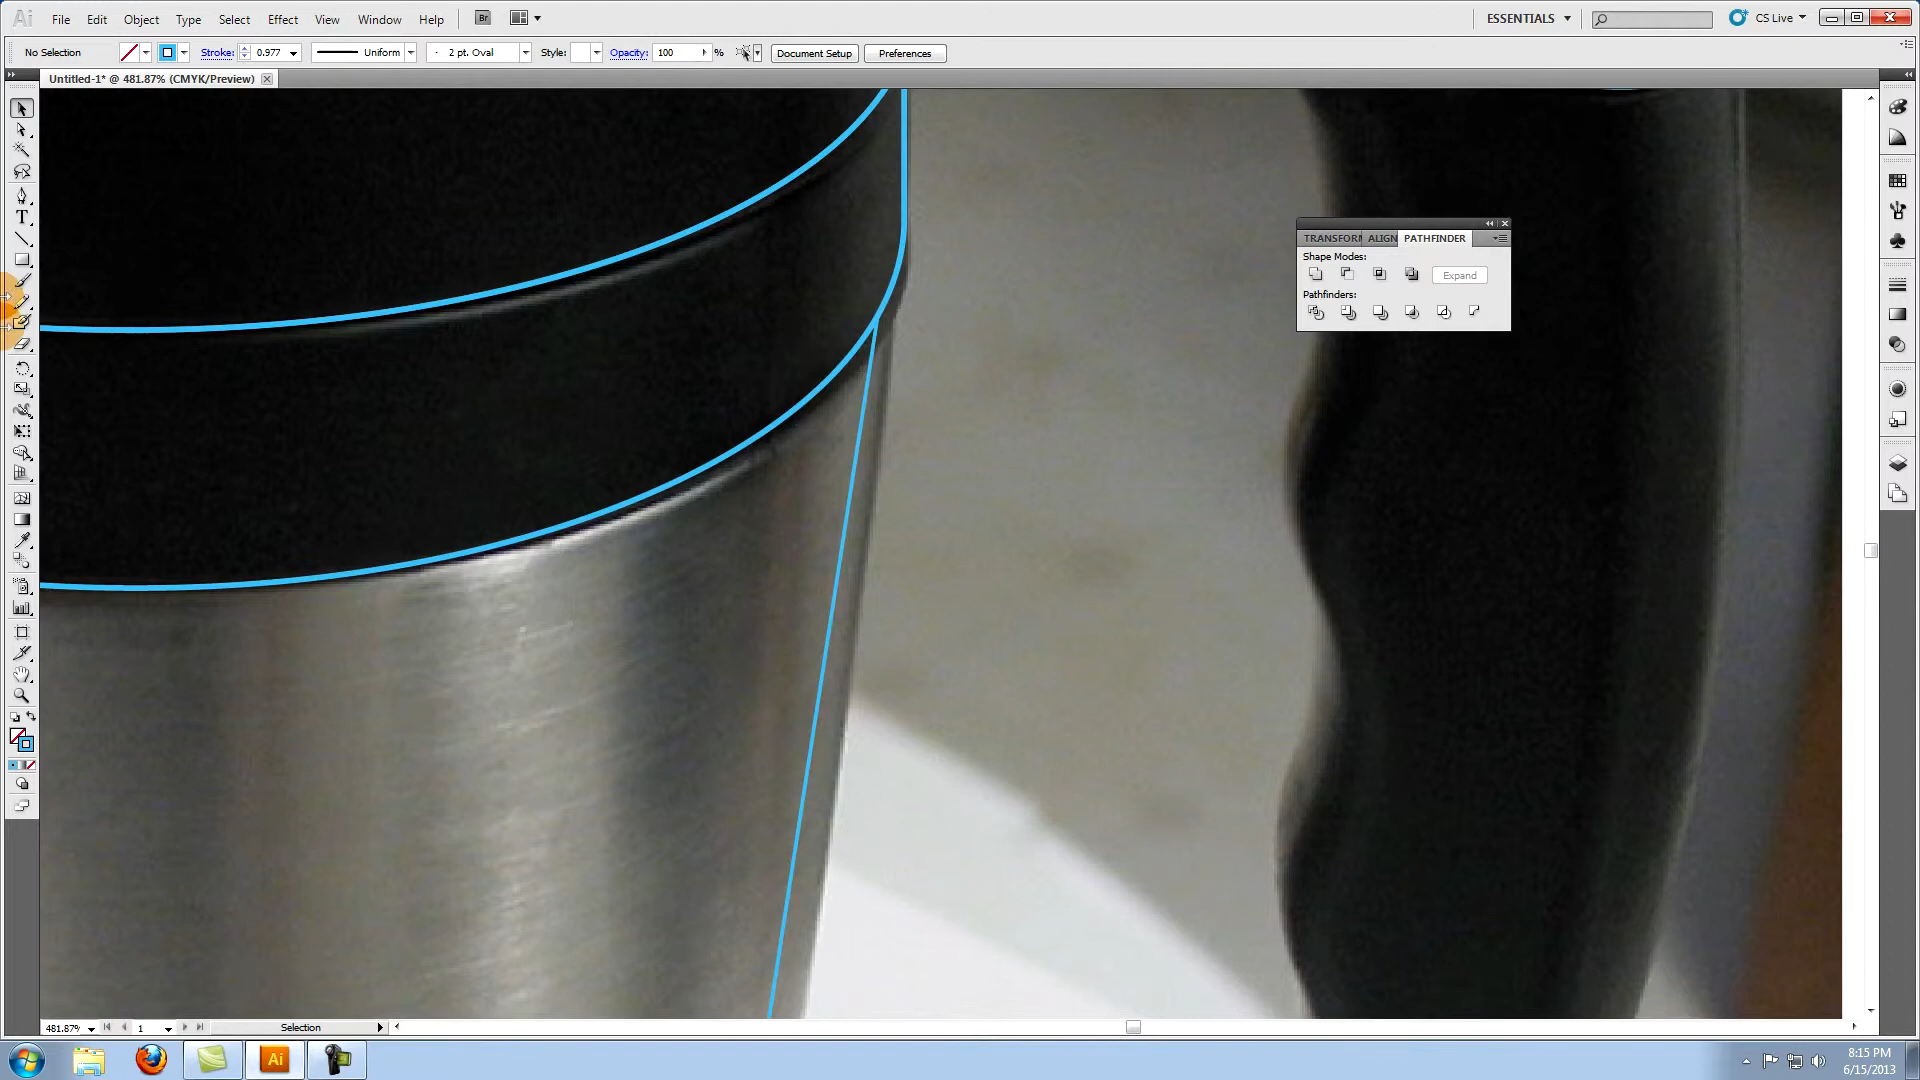 Ai File Edit Object Type Select Effect View Window Help Br ESSENTIALS CS Live
No Selection Stroke: 0.977 Uniform 2 pt. Oval Style: Opacity: 100 % Document Setup Preferences
Untitled-1* @ 481.87% (CMYK/Preview)
TRANSFORM ALIGN PATHFINDER
Shape Modes:
Expand
Pathfinders:
T
481.87% 1 Selection
Ai 8:15 PM
6/15/2013